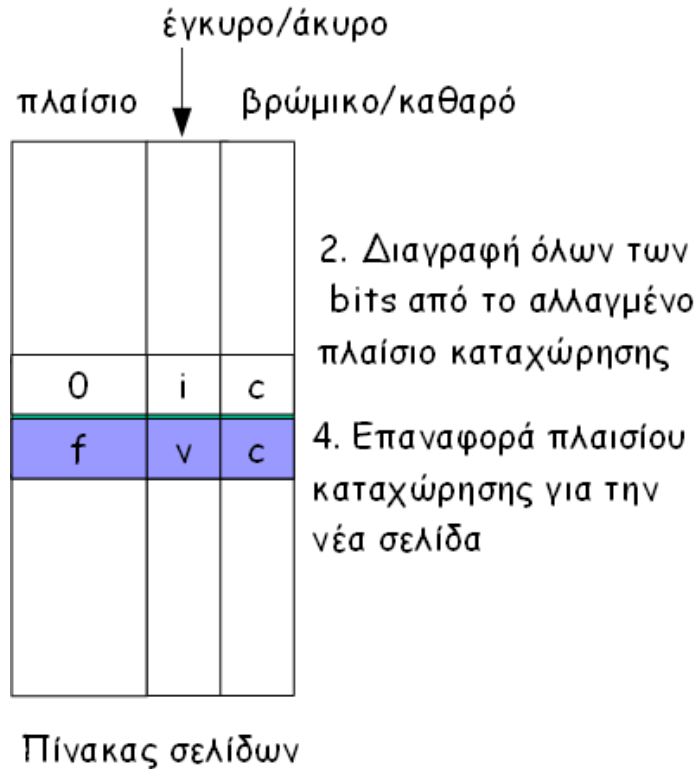 έγκυρο/άκυρο
πλαίσιο βρώμικο/καθαρό
2. Διαγραφή όλων των
bits από το αλλαγμένο
πλαίσιο καταχώρησης
0 i c
f v c
4. Επαναφορά πλαισίου
καταχώρησης για την
νέα σελίδα
Πίνακας σελίδων